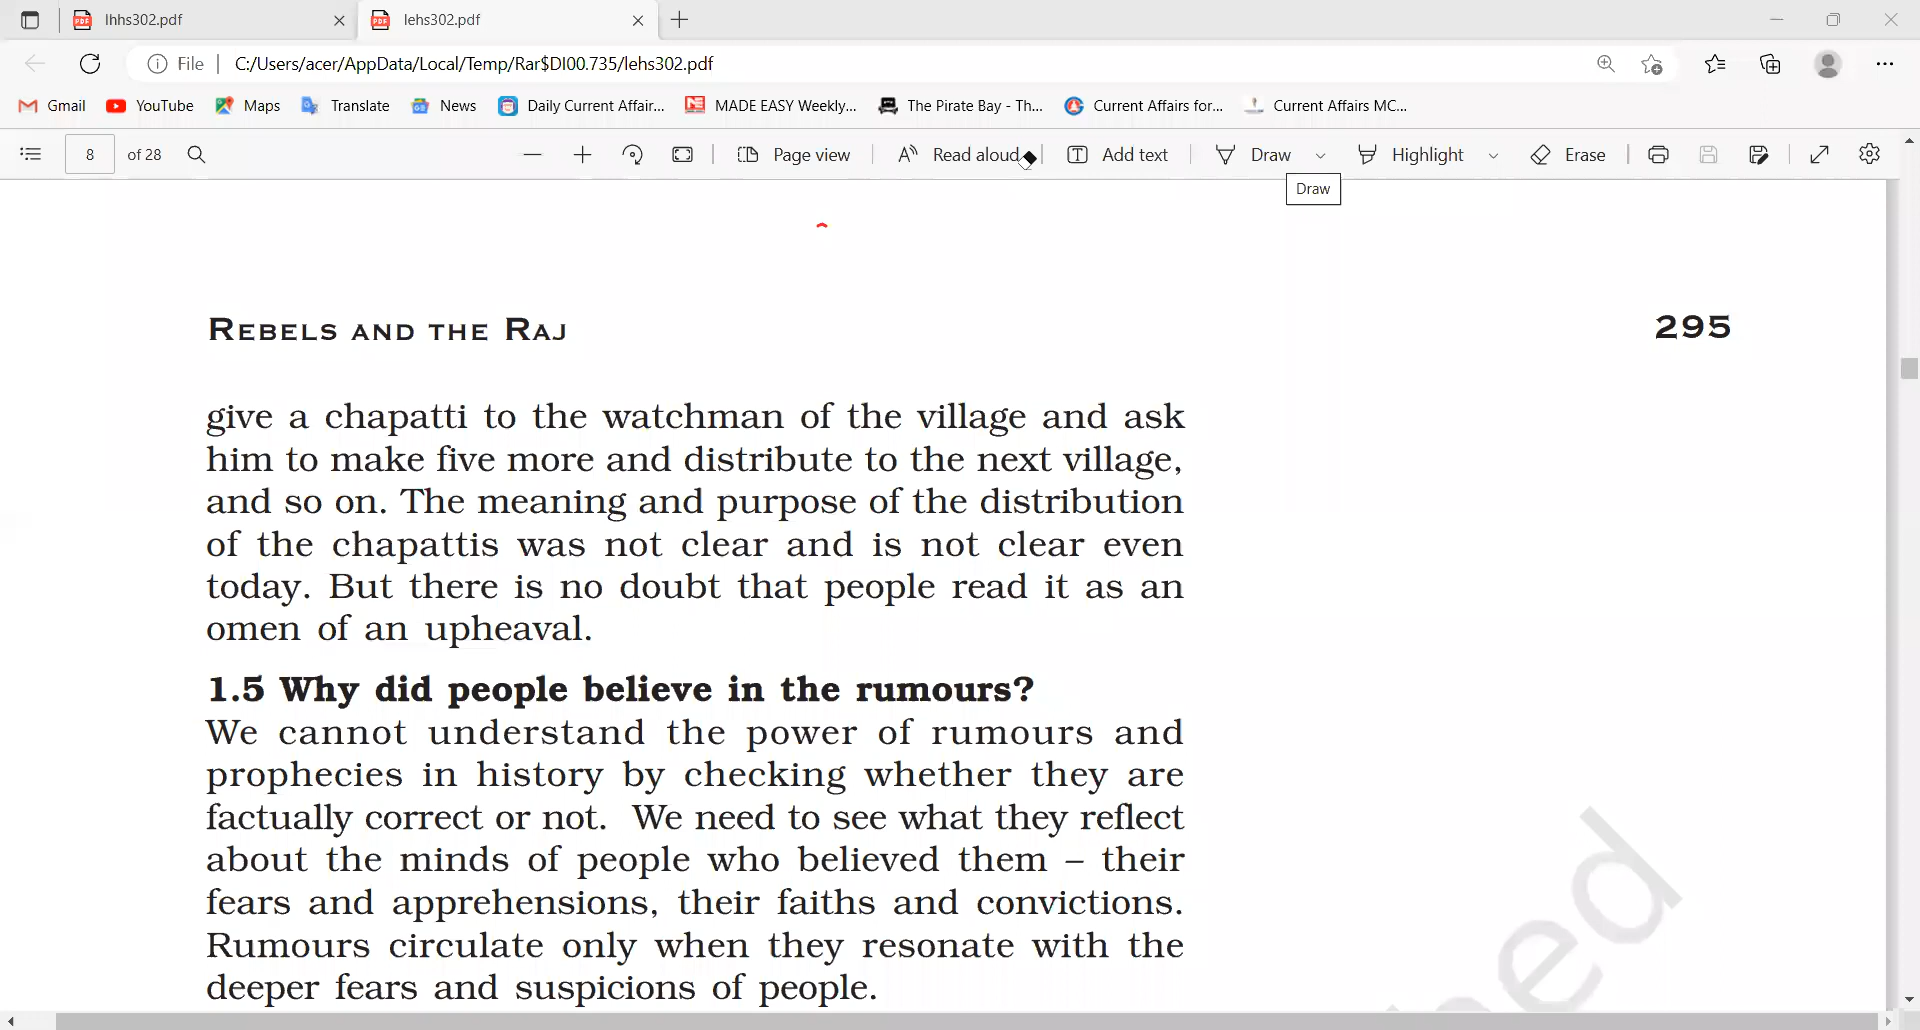 lhhs302.pdf
lehs302.pdf
File
C:/Users/acer/AppData/Local/Temp/Rar$DI00.735/lehs302.pdf
Gmail YouTube Maps Translate News Daily Current Affair... MADE EASY Weekly... The Pirate Bay - Th... Current Affairs for... Current Affairs MC...
8 of 28 Page view Read aloud Add text Draw Highlight Erase
Draw
REBELS AND THE RAJ 295
give a chapatti to the watchman of the village and ask
him to make five more and distribute to the next village,
and so on. The meaning and purpose of the distribution
of the chapattis was not clear and is not clear even
today. But there is no doubt that people read it as an
omen of an upheaval.
1.5 Why did people believe in the rumours?
We cannot understand the power of rumours and
prophecies in history by checking whether they are
factually correct or not. We need to see what they reflect
about the minds of people who believed them – their
fears and apprehensions, their faiths and convictions.
Rumours circulate only when they resonate with the
deeper fears and suspicions of people.